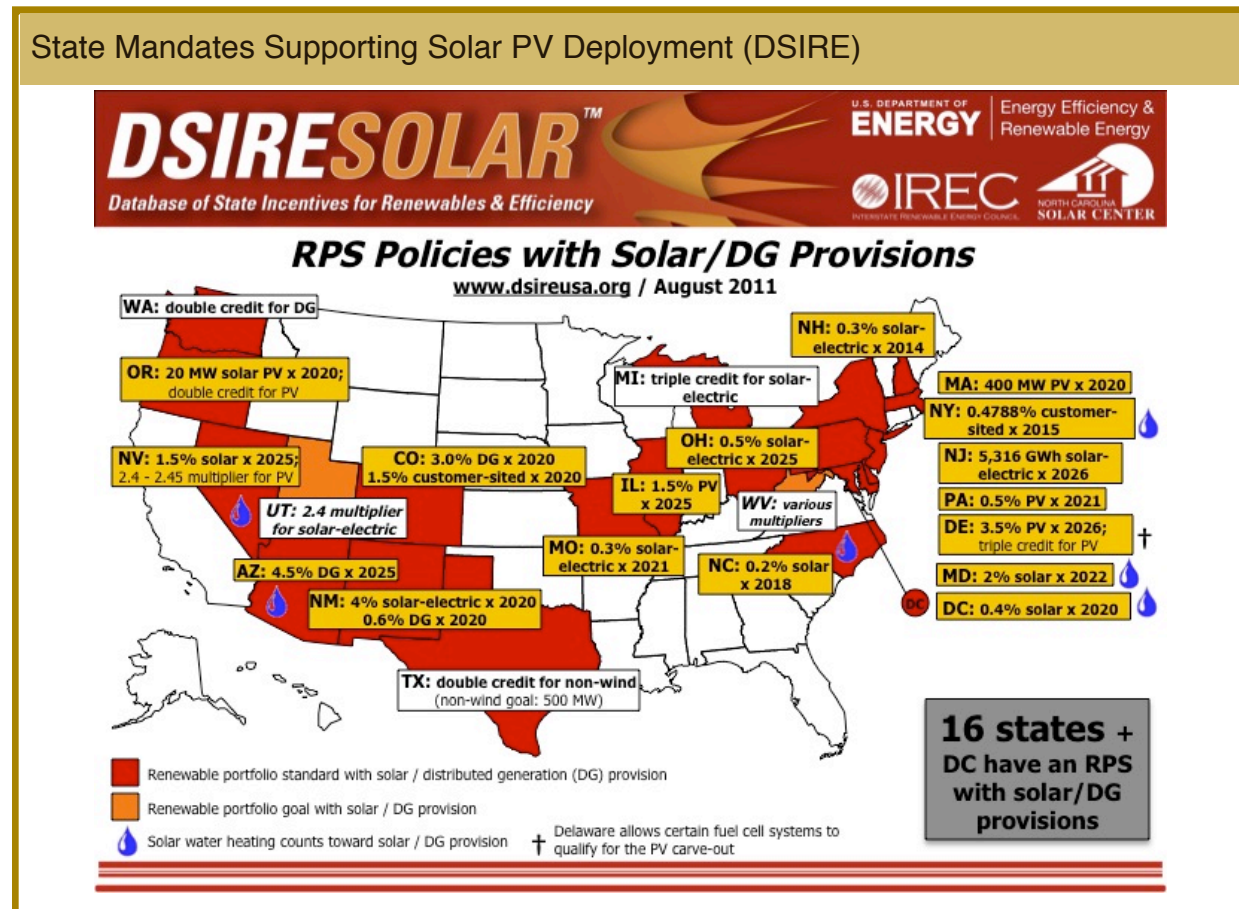 State Mandates Supporting Solar PV Deployment (DSIRE)
DSIRESOLAR™
Database of State Incentives for Renewables & Efficiency
U.S. DEPARTMENT OF
ENERGY
Energy Efficiency &
Renewable Energy
IREC
INTERSTATE RENEWABLE ENERGY COUNCIL
NORTH CAROLINA
SOLAR CENTER
RPS Policies with Solar/DG Provisions
www.dsireusa.org / August 2011
WA: double credit for DG
NH: 0.3% solar-
electric x 2014
OR: 20 MW solar PV x 2020;
double credit for PV
MI: triple credit for solar-
electric
MA: 400 MW PV x 2020
NY: 0.4788% customer-
sited x 2015
NV: 1.5% solar x 2025;
2.4 - 2.45 multiplier for PV
CO: 3.0% DG x 2020
1.5% customer-sited x 2020
OH: 0.5% solar-
electric x 2025
NJ: 5,316 GWh solar-
electric x 2026
IL: 1.5% PV
x 2025
WV: various
multipliers
PA: 0.5% PV x 2021
UT: 2.4 multiplier
for solar-electric
DE: 3.5% PV x 2026;
triple credit for PV
†
MO: 0.3% solar-
electric x 2021
NC: 0.2% solar
x 2018
AZ: 4.5% DG x 2025
MD: 2% solar x 2022
NM: 4% solar-electric x 2020
0.6% DG x 2020
DC
DC: 0.4% solar x 2020
TX: double credit for non-wind
(non-wind goal: 500 MW)
16 states +
DC have an RPS
with solar/DG
provisions
Renewable portfolio standard with solar / distributed generation (DG) provision
Renewable portfolio goal with solar / DG provision
Solar water heating counts toward solar / DG provision
† Delaware allows certain fuel cell systems to
qualify for the PV carve-out